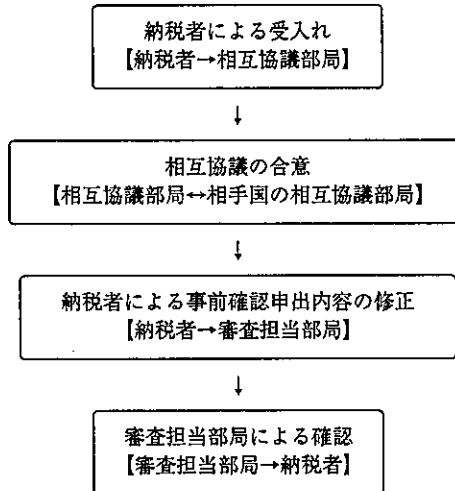 納税者による受入れ
【納税者→相互協議部局】
↓
相互協議の合意
【相互協議部局↔相手国の相互協議部局】
↓
納税者による事前確認申出内容の修正
【納税者→審査担当部局】
↓
審査担当部局による確認
【審査担当部局→納税者】